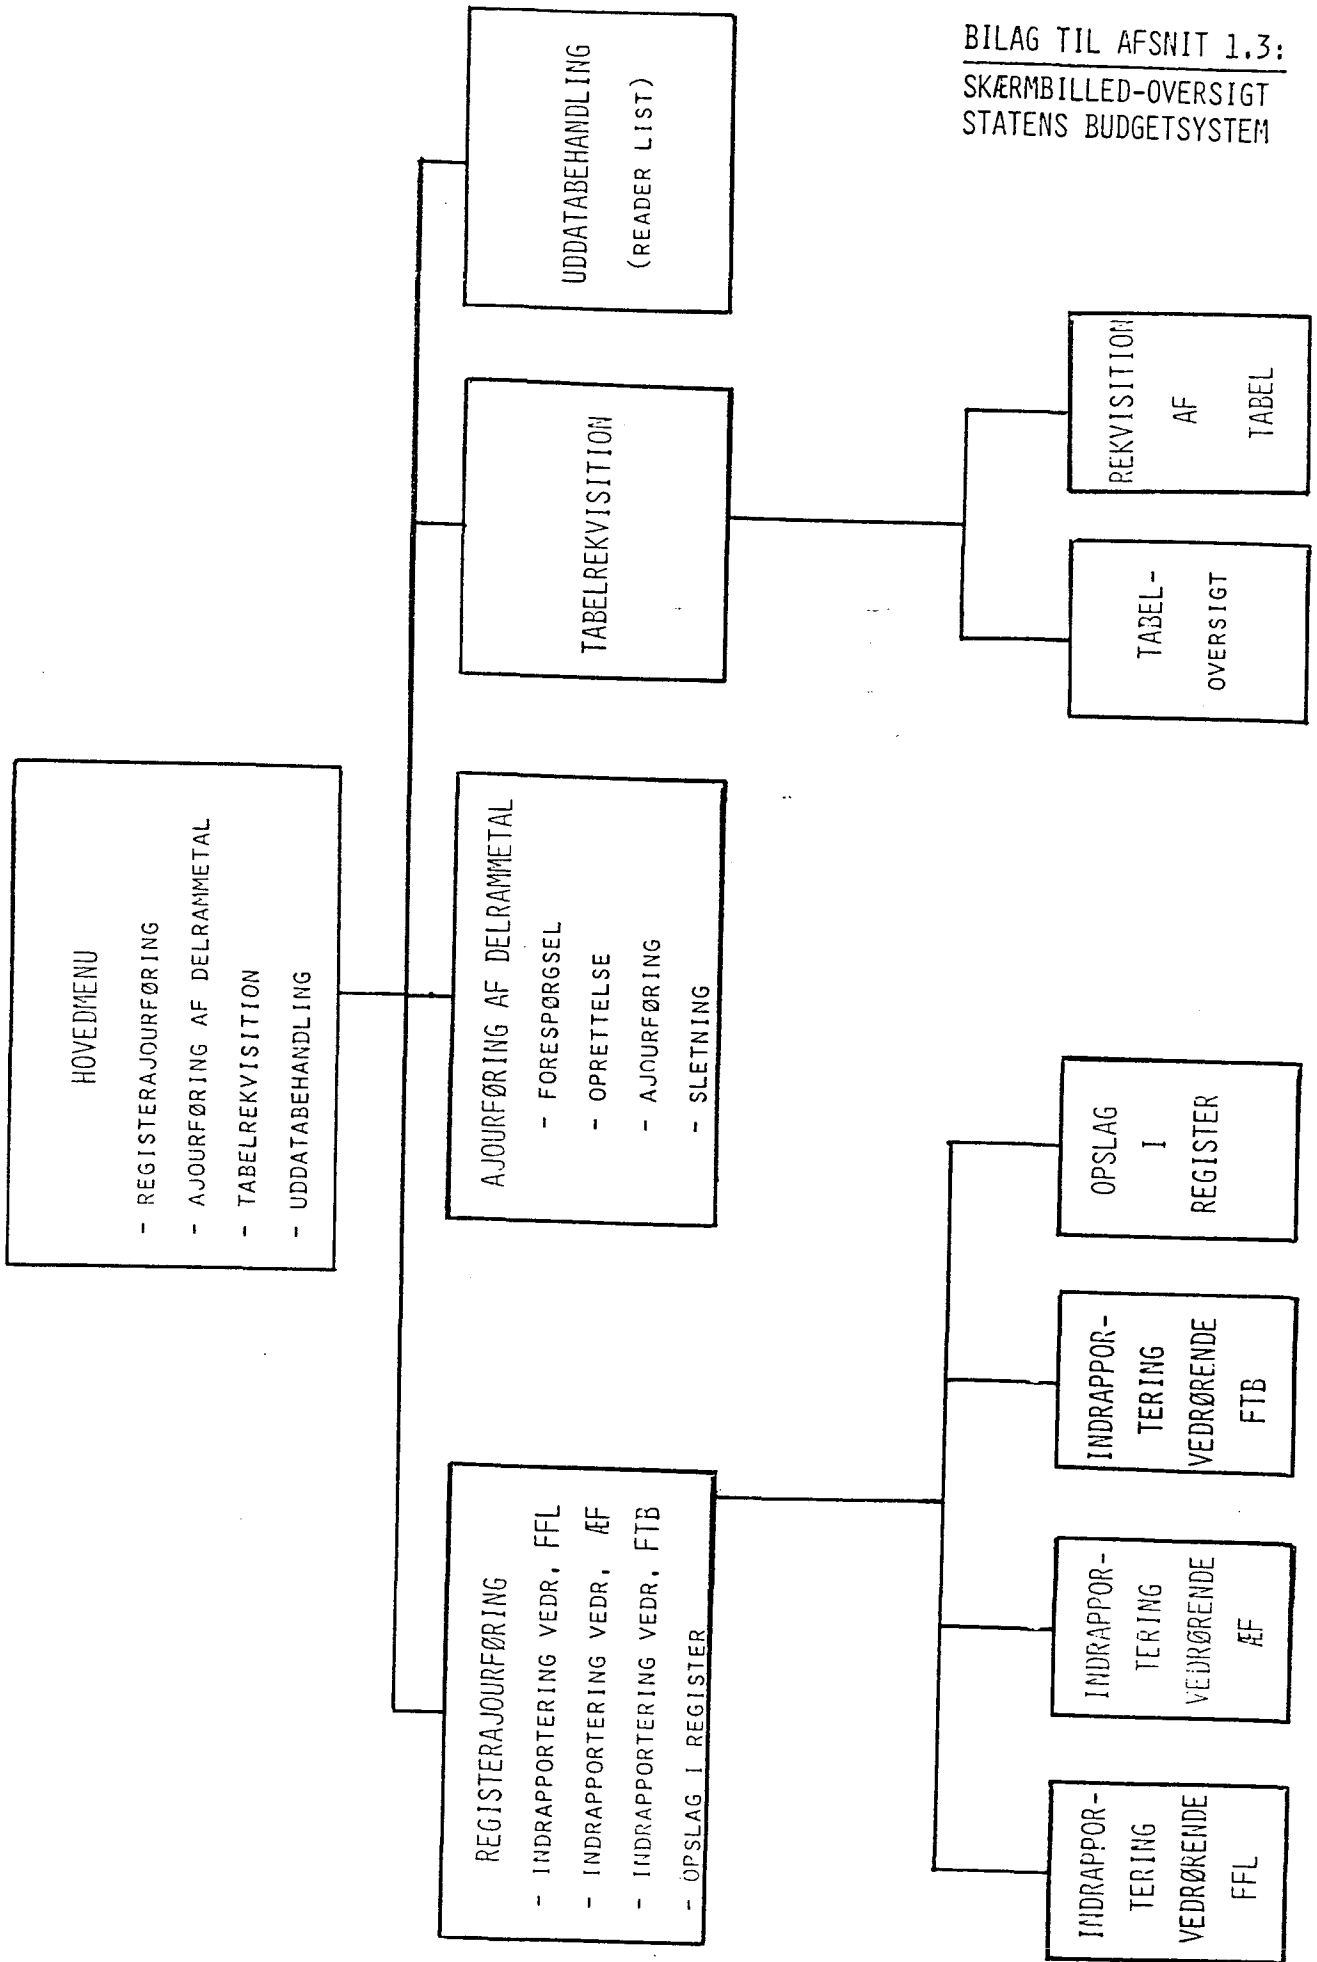 BILAG TIL AFSNIT 1.3:
SKÆRMBILLED-OVERSIGT
STATENS BUDGETSYSTEM
HOVEDMENU
- REGISTERAJOURFØRING
- AJOURFØRING AF DELRAMMETAL
- TABELREKVISITION
- UDDATABEHANDLING
REGISTERAJOURFØRING
- INDRAPPORTERING VEDR. FFL
- INDRAPPORTERING VEDR. ÆF
- INDRAPPORTERING VEDR. FTB
- OPSLAG I REGISTER
AJOURFØRING AF DELRAMMETAL
- FORESPØRGSEL
- OPRETTELSE
- AJOURFØRING
- SLETNING
TABELREKVISITION
UDDATABEHANDLING
(READER LIST)
INDRAPPOR-
TERING
VEDRØRENDE
FFL
INDRAPPOR-
TERING
VEDRØRENDE
ÆF
INDRAPPOR-
TERING
VEDRØRENDE
FTB
OPSLAG
I
REGISTER
TABEL-
OVERSIGT
REKVISITION
AF
TABEL